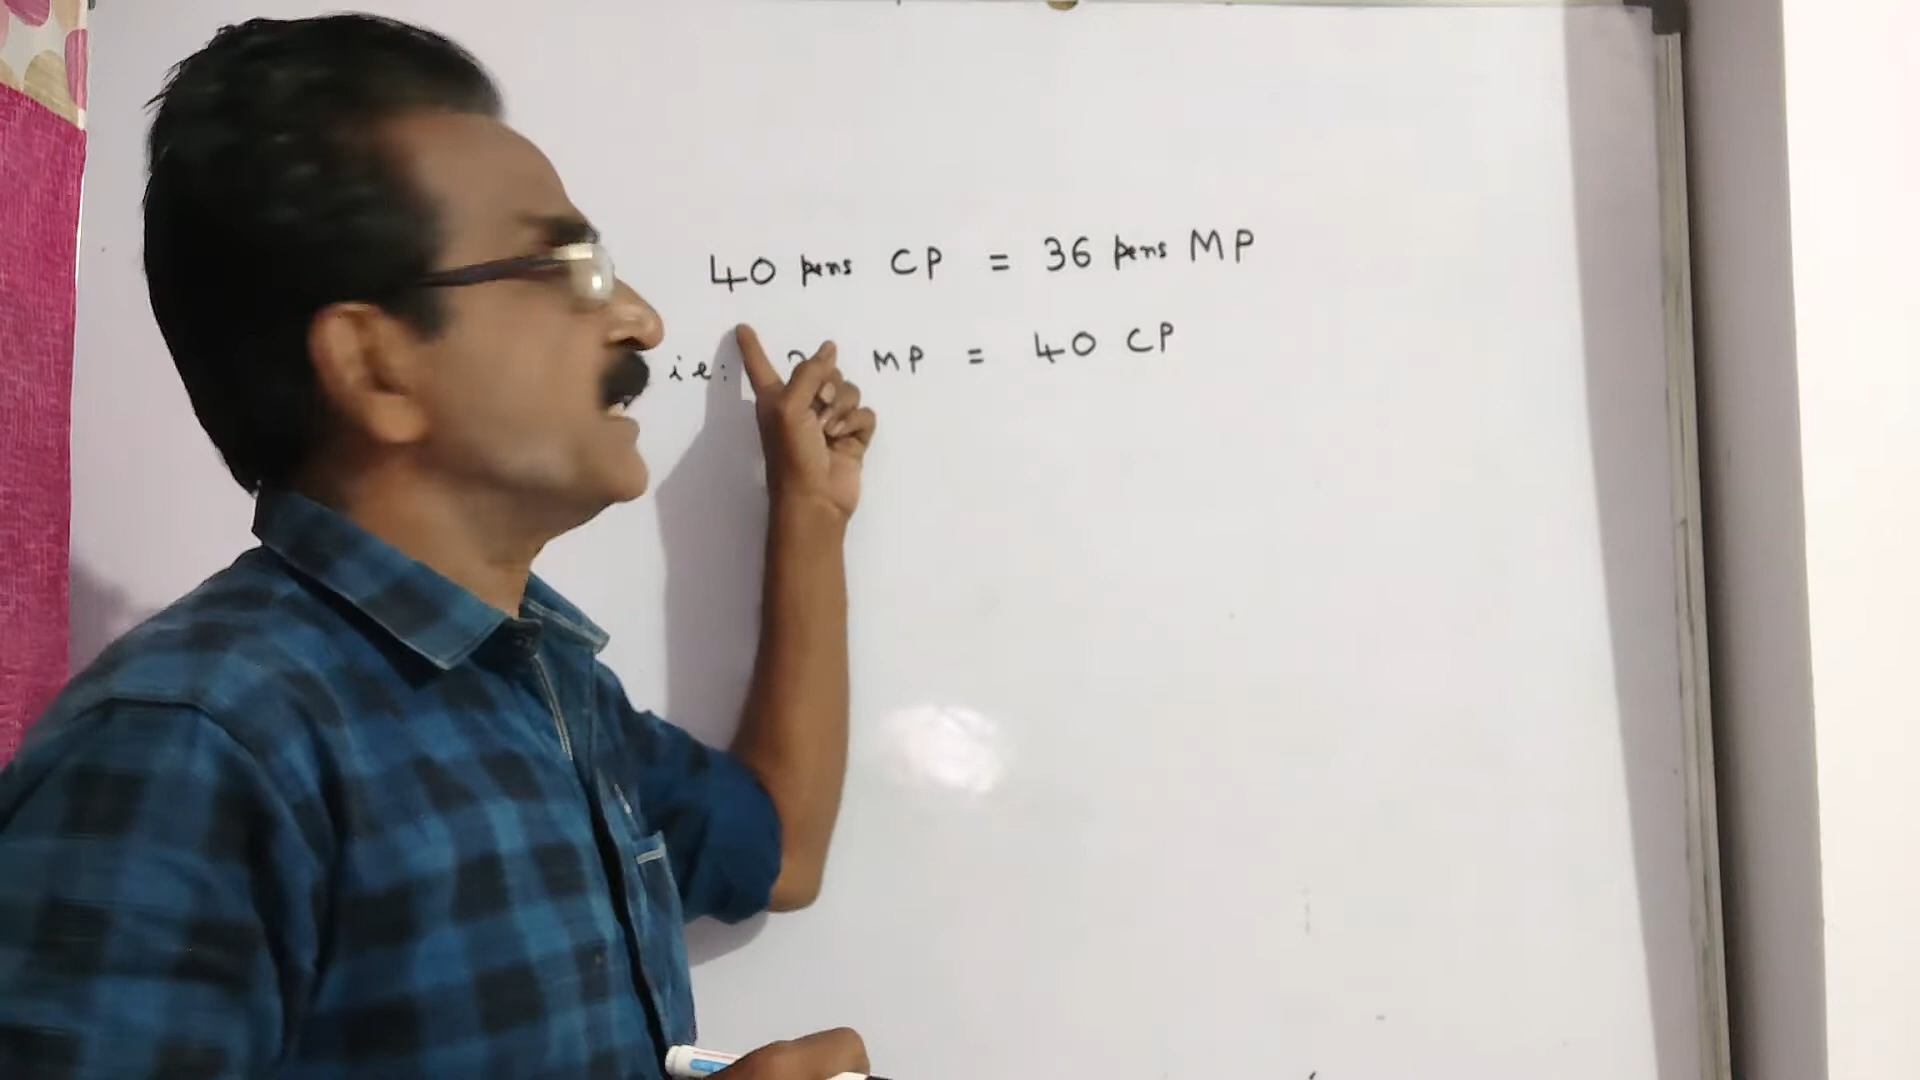 40 pens CP = 36 pens MP
ie: MP = 40 CP